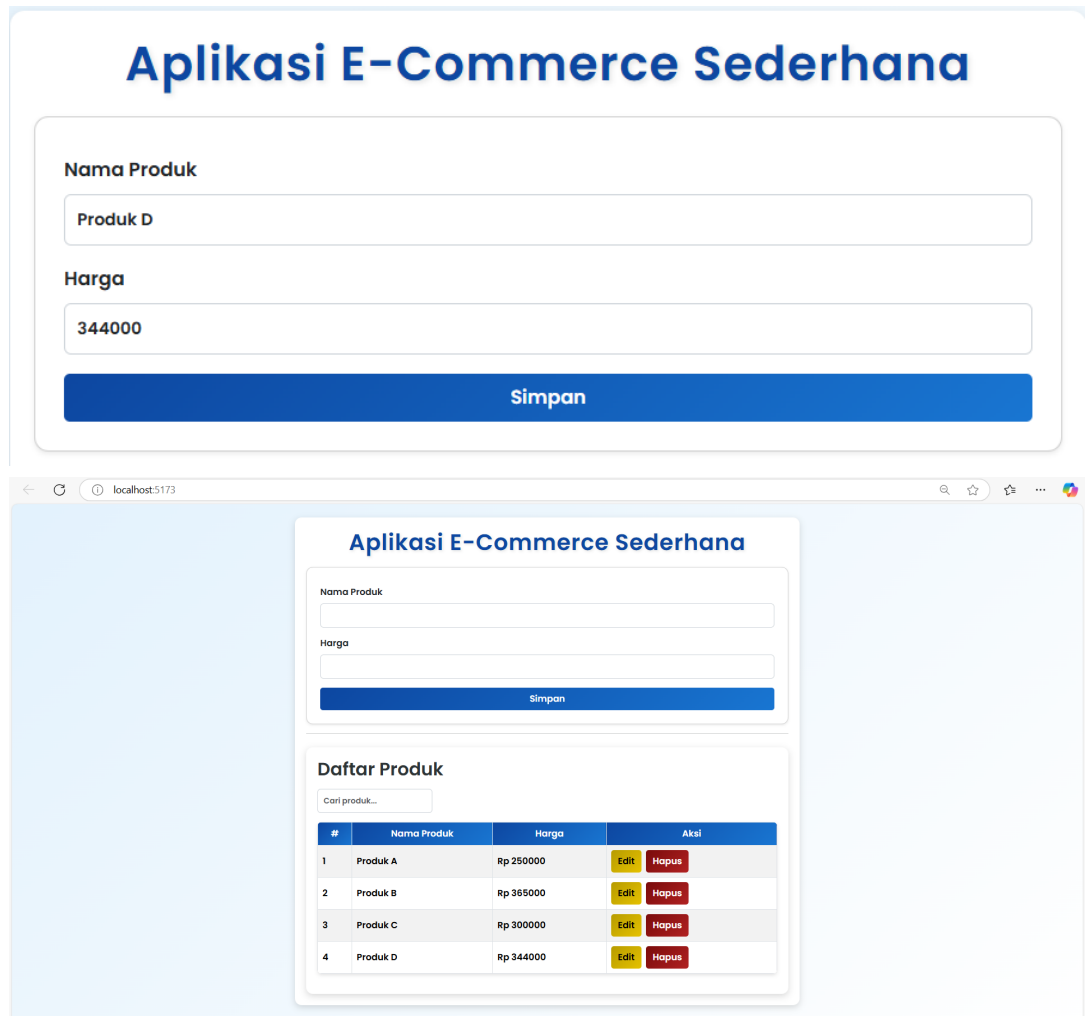 Aplikasi E-Commerce Sederhana
Nama Produk
Produk D
Harga
344000
Simpan
localhost:5173
Aplikasi E-Commerce Sederhana
Nama Produk
Harga
Simpan
Daftar Produk
Cari produk...
# Nama Produk Harga Aksi
1 Produk A Rp 250000 Edit Hapus
2 Produk B Rp 365000 Edit Hapus
3 Produk C Rp 300000 Edit Hapus
4 Produk D Rp 344000 Edit Hapus